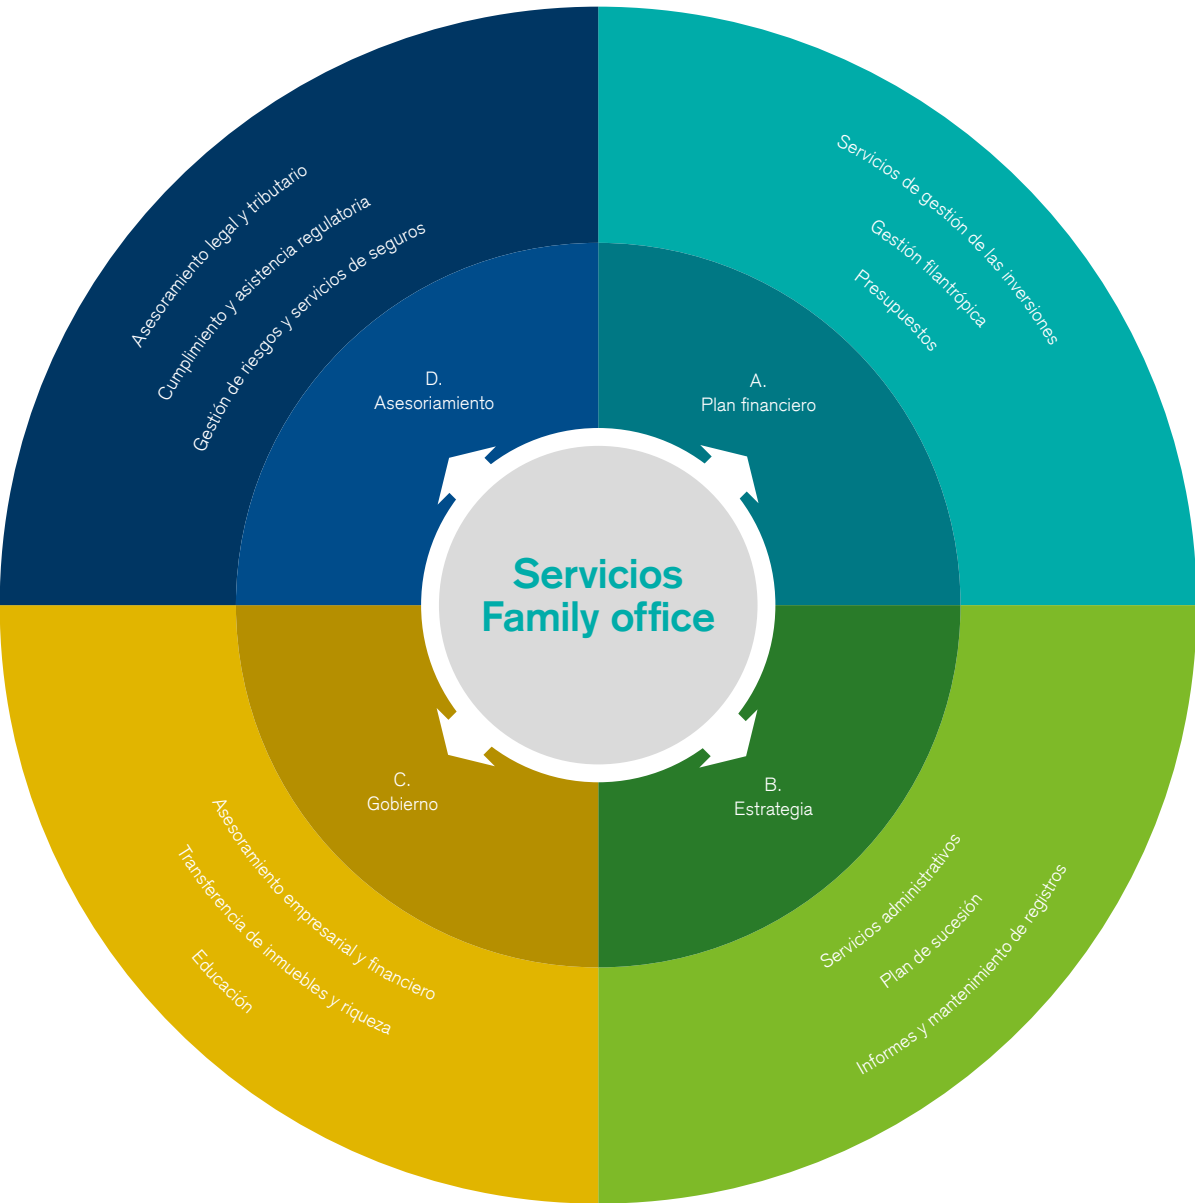 Servicios
Family office
A.
Plan financiero
Servicios de gestión de las inversiones
Gestión filantrópica
Presupuestos
B.
Estrategia
Servicios administrativos
Plan de sucesión
Informes y mantenimiento de registros
C.
Gobierno
Asesoramiento empresarial y financiero
Transferencia de inmuebles y riqueza
Educación
D.
Asesoriamiento
Asesoramiento legal y tributario
Cumplimiento y asistencia regulatoria
Gestión de riesgos y servicios de seguros